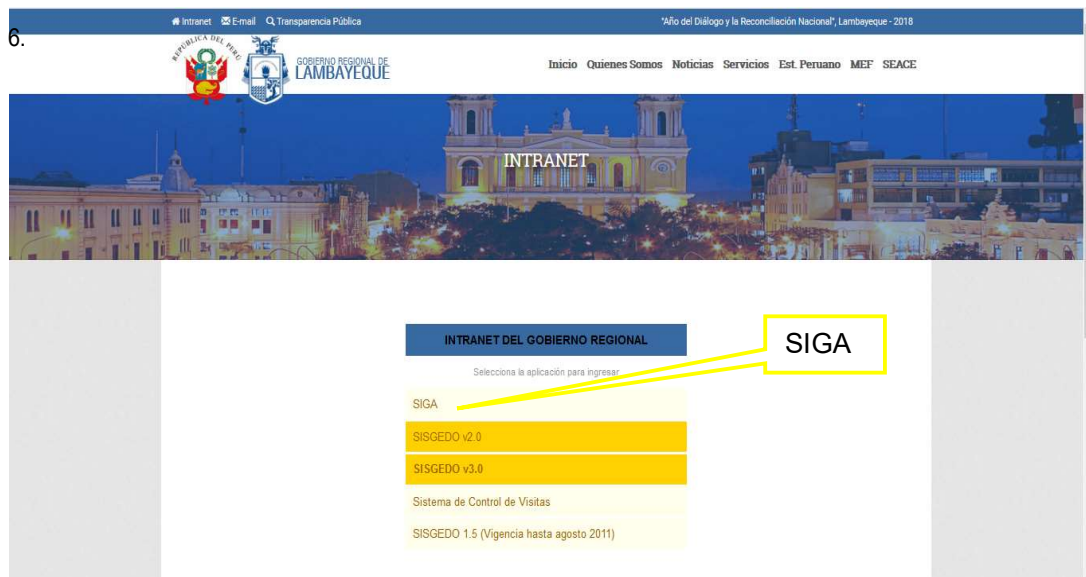 Intranet E-mail Transparencia Pública "Año del Diálogo y la Reconciliación Nacional", Lambayeque - 2018
6.
REPÚBLICA DEL PERÚ
GOBIERNO REGIONAL DE
LAMBAYEQUE
Inicio Quienes Somos Noticias Servicios Est. Peruano MEF SEACE
INTRANET
INTRANET DEL GOBIERNO REGIONAL
SIGA
Selecciona la aplicación para ingresar
SIGA
SISGEDO v2.0
SISGEDO v3.0
Sistema de Control de Visitas
SISGEDO 1.5 (Vigencia hasta agosto 2011)